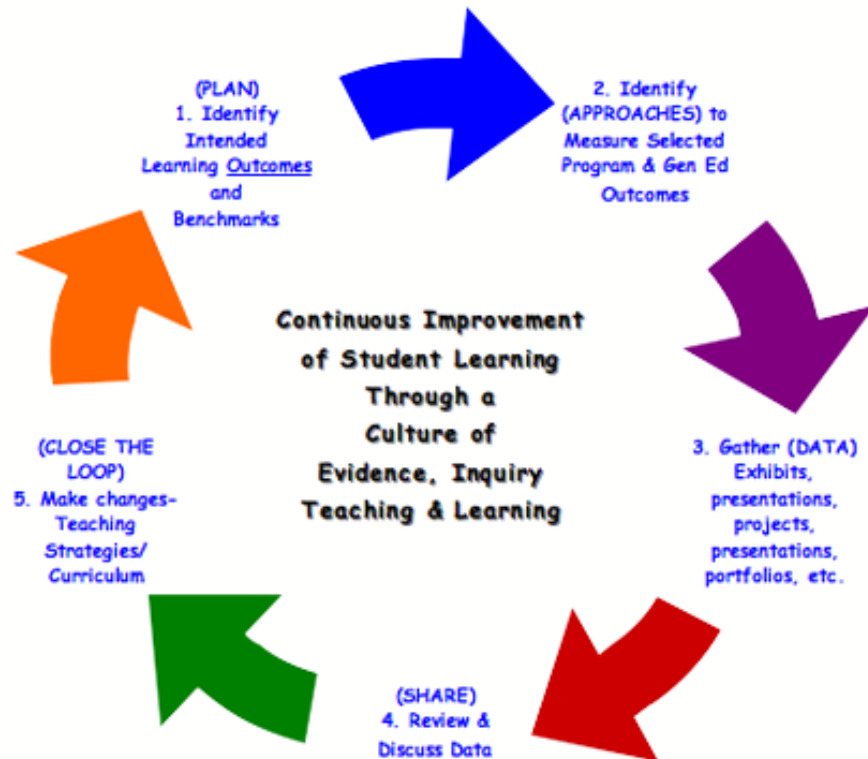 (PLAN)
1. Identify
Intended
Learning Outcomes
and
Benchmarks
2. Identify
(APPROACHES) to
Measure Selected
Program & Gen Ed
Outcomes
3. Gather (DATA)
Exhibits,
presentations,
projects,
presentations,
portfolios, etc.
(SHARE)
4. Review &
Discuss Data
(CLOSE THE
LOOP)
5. Make changes-
Teaching
Strategies/
Curriculum
Continuous Improvement
of Student Learning
Through a
Culture of
Evidence, Inquiry
Teaching & Learning